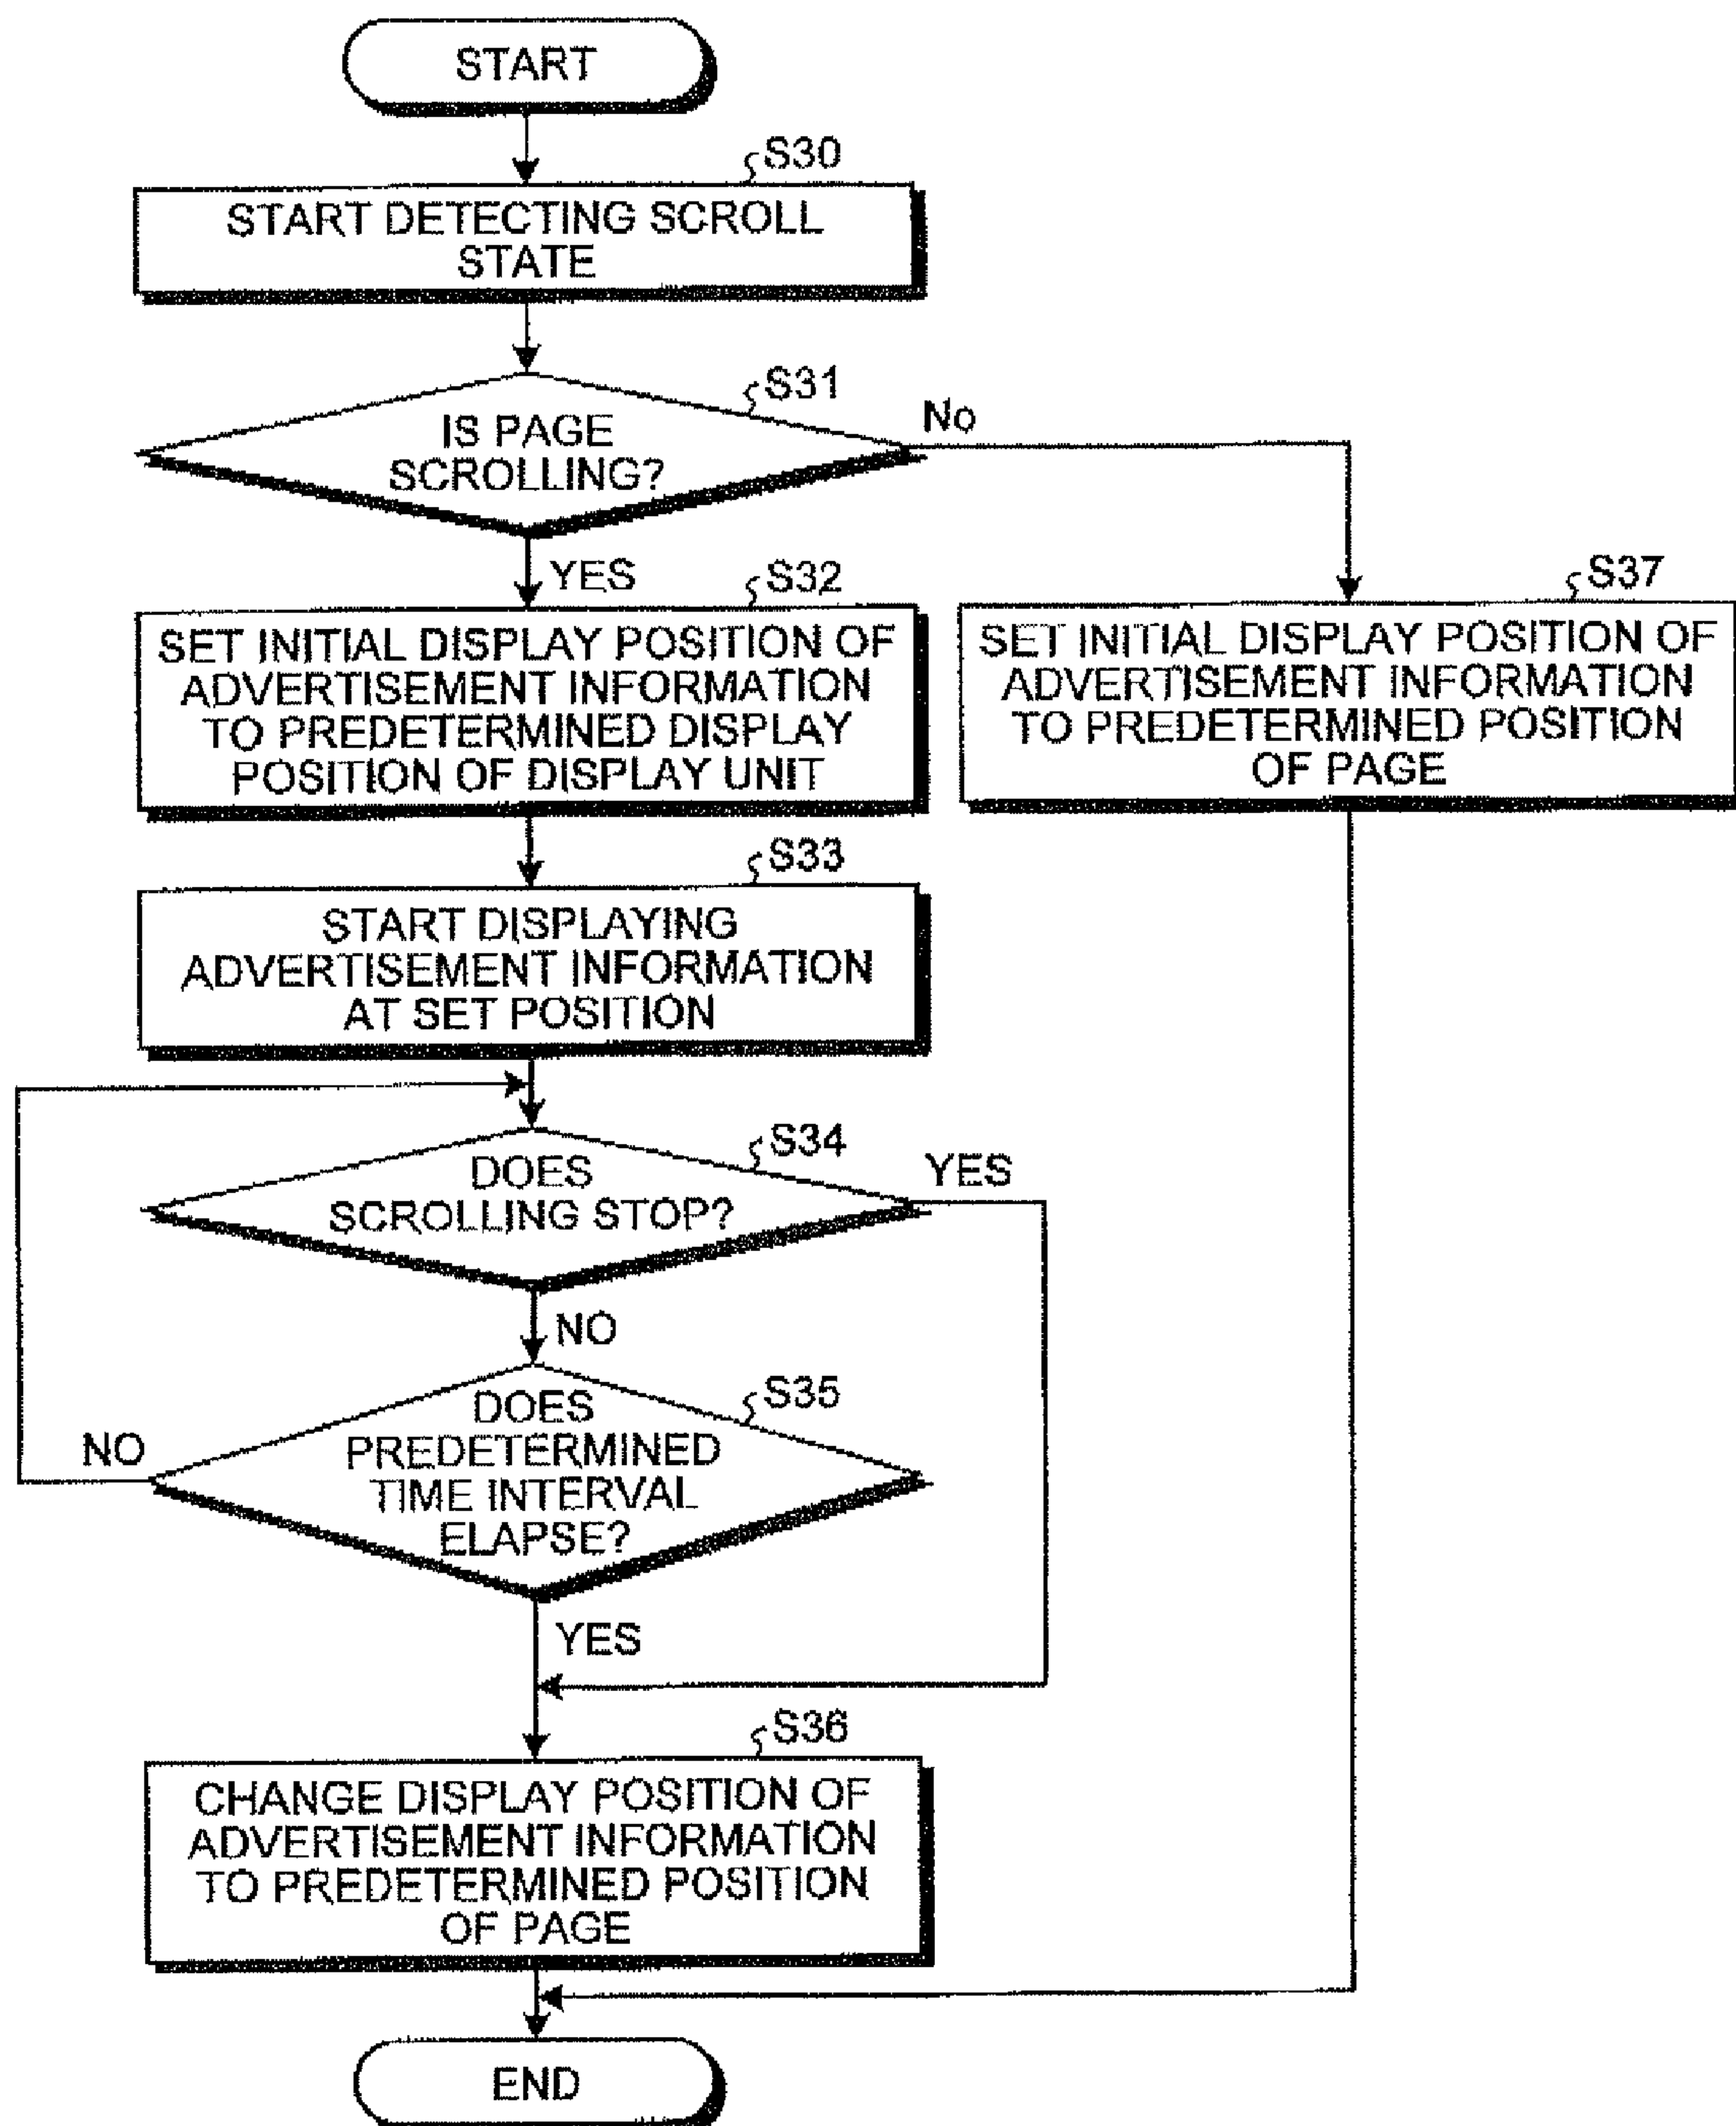 START
S30
START DETECTING SCROLL
STATE
S31
IS PAGE
SCROLLING?
No
YES
S32
SET INITIAL DISPLAY POSITION OF
ADVERTISEMENT INFORMATION
TO PREDETERMINED DISPLAY
POSITION OF DISPLAY UNIT
S37
SET INITIAL DISPLAY POSITION OF
ADVERTISEMENT INFORMATION
TO PREDETERMINED POSITION
OF PAGE
S33
START DISPLAYING
ADVERTISEMENT INFORMATION
AT SET POSITION
S34
DOES
SCROLLING STOP?
YES
NO
S35
DOES
PREDETERMINED
TIME INTERVAL
ELAPSE?
NO
YES
S36
CHANGE DISPLAY POSITION OF
ADVERTISEMENT INFORMATION
TO PREDETERMINED POSITION
OF PAGE
END